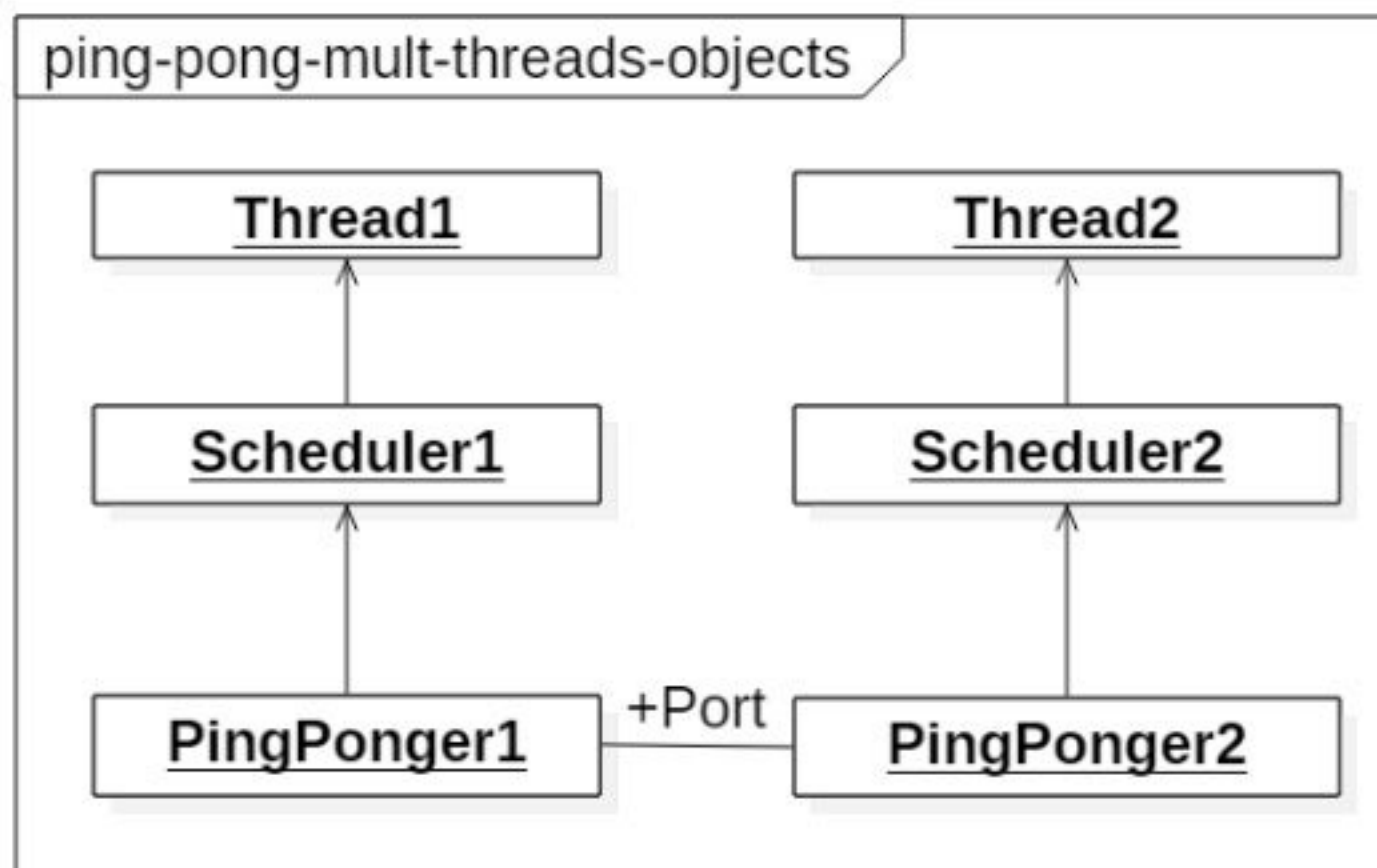 ping-pong-mult-threads-objects
Thread1
Thread2
Scheduler1
Scheduler2
+Port
PingPonger1
PingPonger2